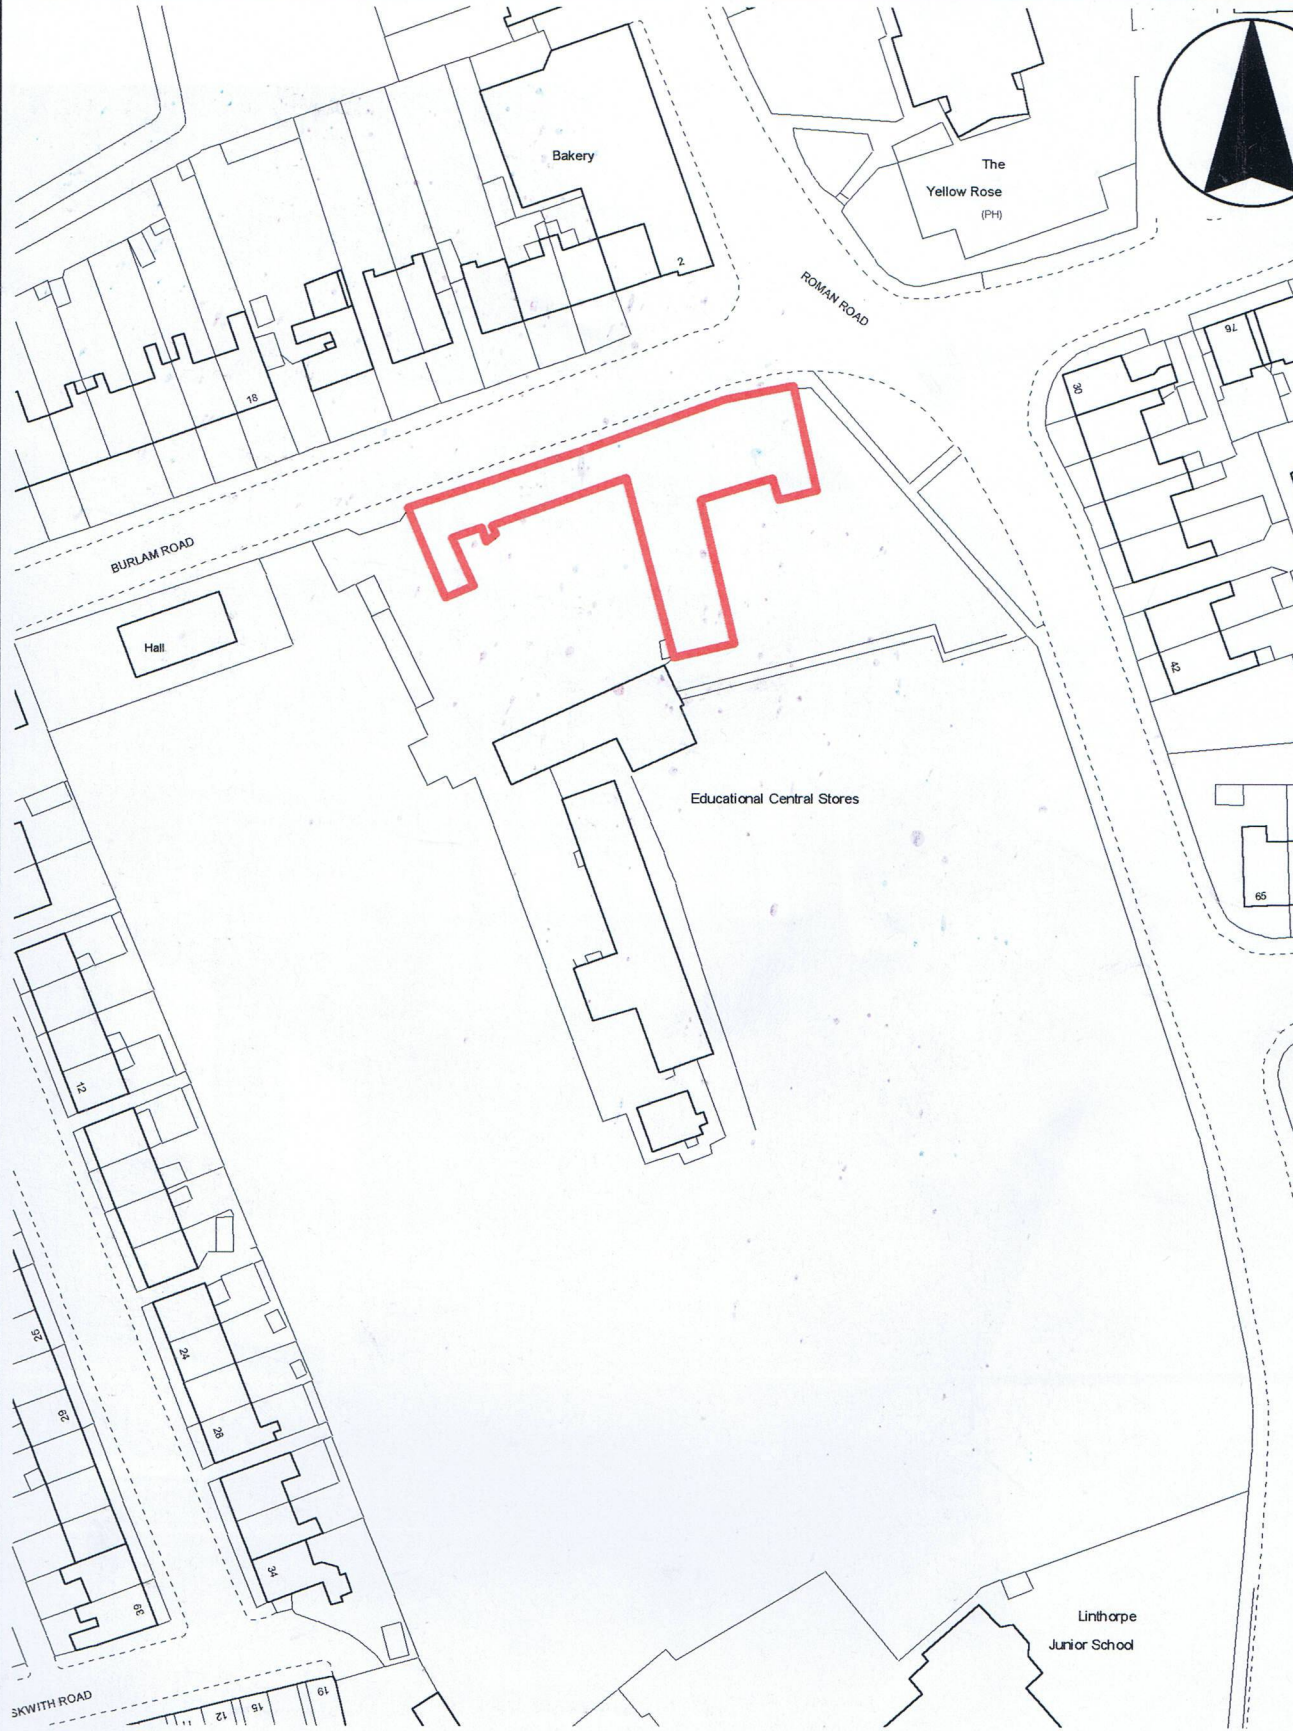 Bakery
The
Yellow Rose
(PH)
2
ROMAN ROAD
76
30
18
BURLAM ROAD
Hall
42
Educational Central Stores
65
12
25
24
29
28
34
39
Linthorpe
Junior School
SKWITH ROAD
12
15
19